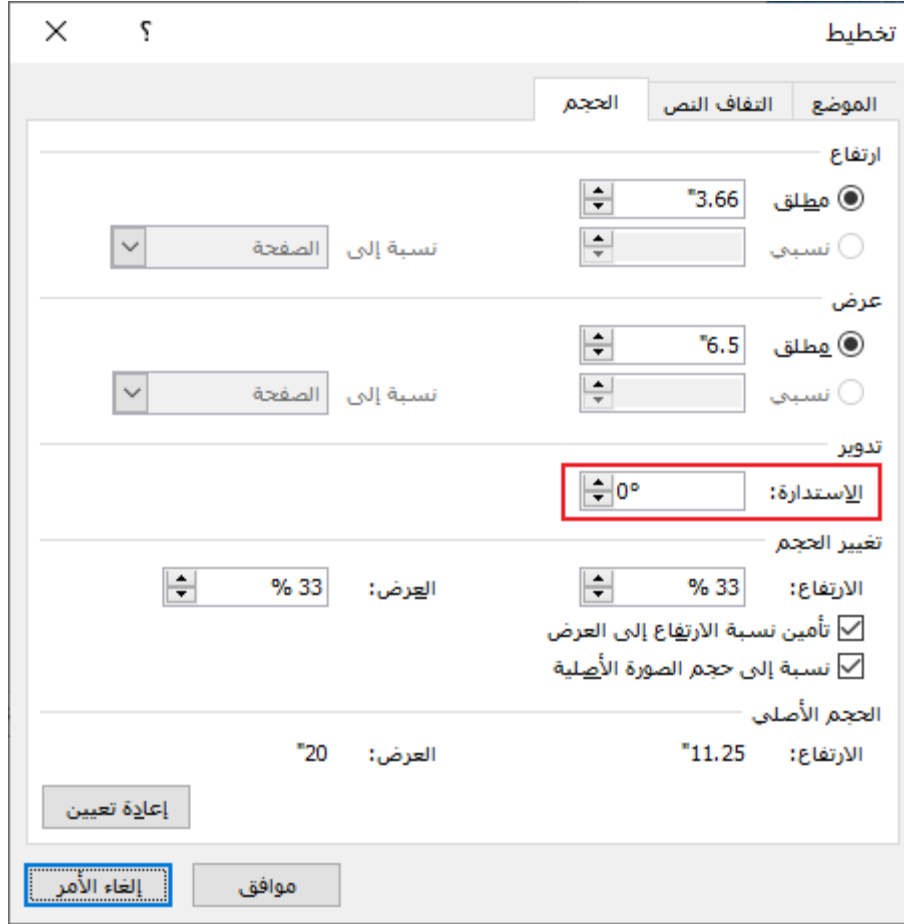 تخطيط ؟
الموضع التفاف النص الحجم
ارتفاع
مطلق 3.66"
نسبي نسبة إلى الصفحة
عرض
مطلق 6.5"
نسبي نسبة إلى الصفحة
تدوير
الاستدارة: 0°
تغيير الحجم
الارتفاع: 33 % العرض: 33 %
تأمين نسبة الارتفاع إلى العرض
نسبة إلى حجم الصورة الأصلية
الحجم الأصلي
الارتفاع: 11.25" العرض: 20"
إعادة تعيين
موافق إلغاء الأمر